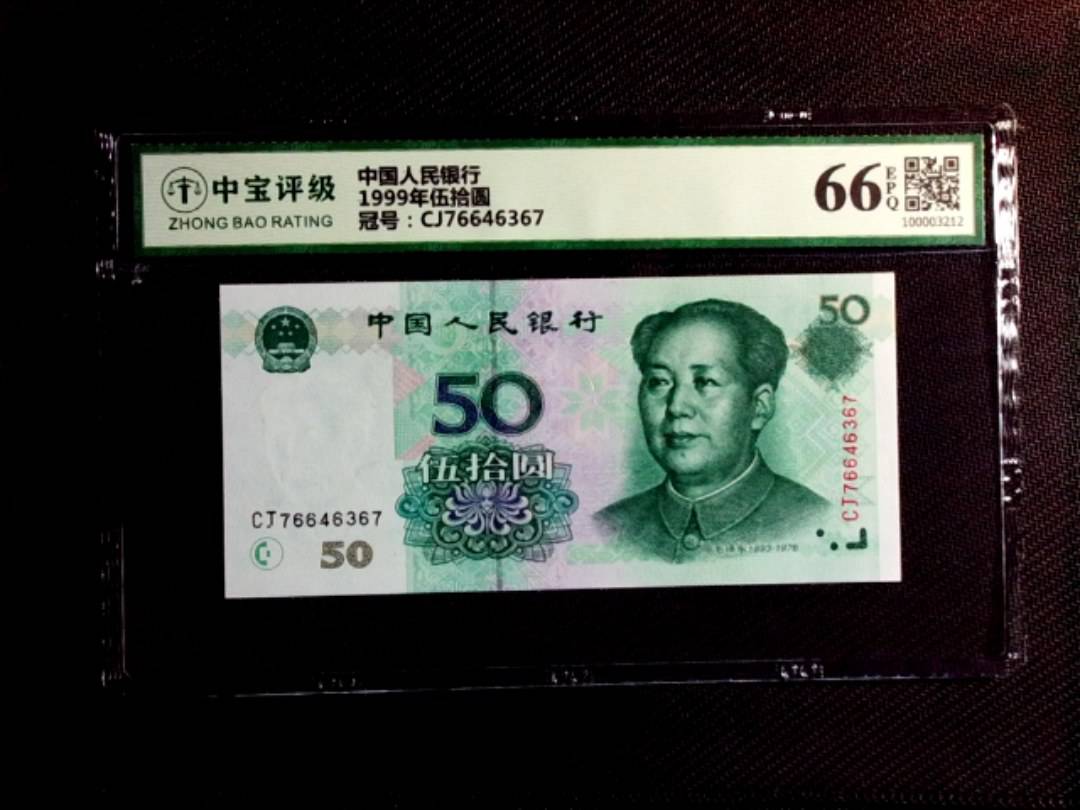 中宝评级
ZHONG BAO RATING
中国人民银行
1999年伍拾圆
冠号：CJ76646367
66
EPQ
100003212
中国人民银行
50
50
伍拾圆
CJ76646367
50
CJ76646367
1893-1976